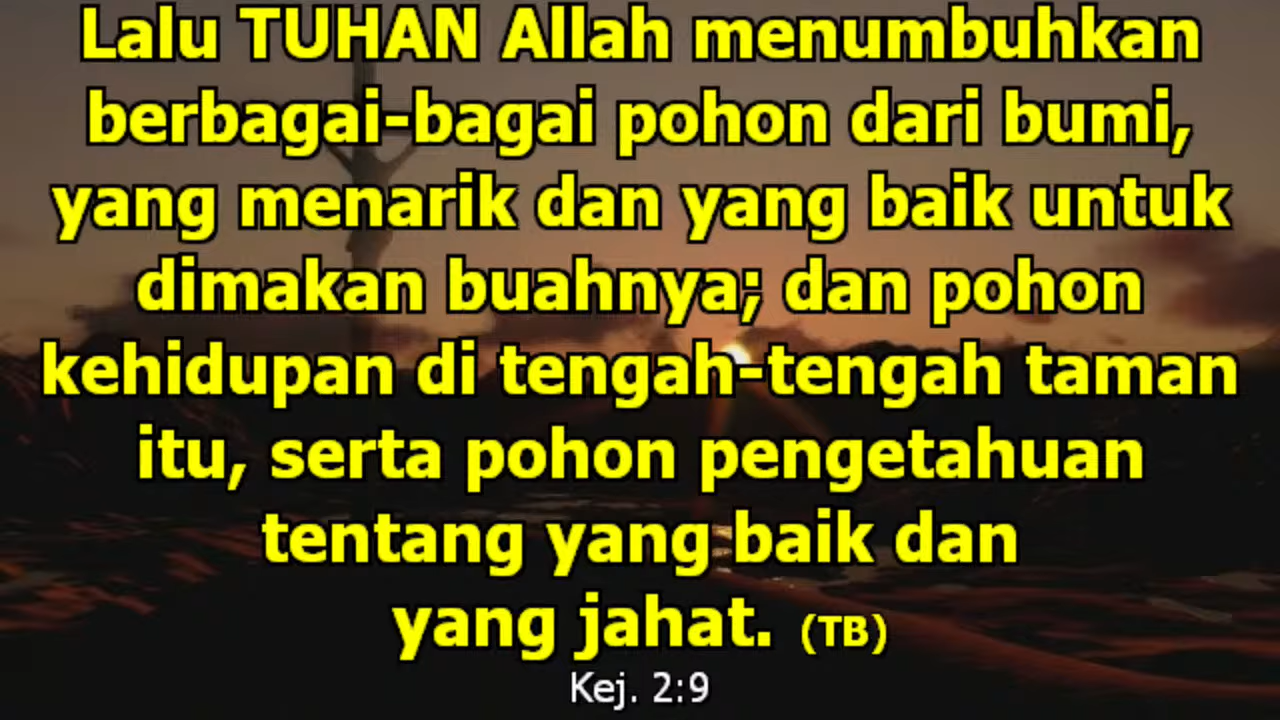 Lalu TUHAN Allah menumbuhkan
berbagai-bagai pohon dari bumi,
yang menarik dan yang baik untuk
dimakan buahnya; dan pohon
kehidupan di tengah-tengah taman
itu, serta pohon pengetahuan
tentang yang baik dan
yang jahat. (TB)
Kej. 2:9